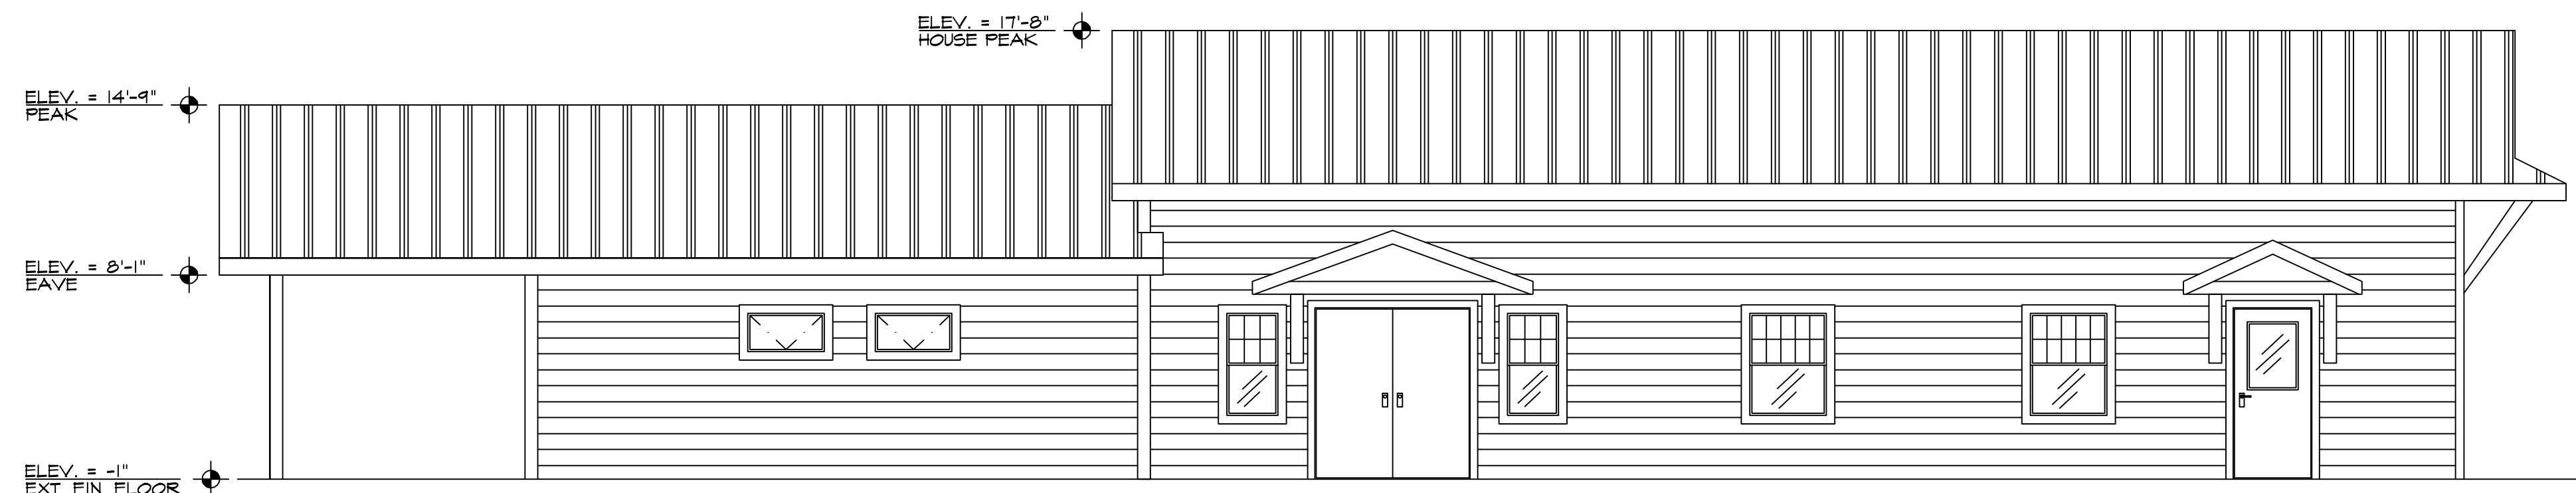 ELEV. = 17'-8"
HOUSE PEAK
ELEV. = 14'-9"
PEAK
ELEV. = 8'-1"
EAVE
ELEV. = -1"
EXT FIN FLOOR